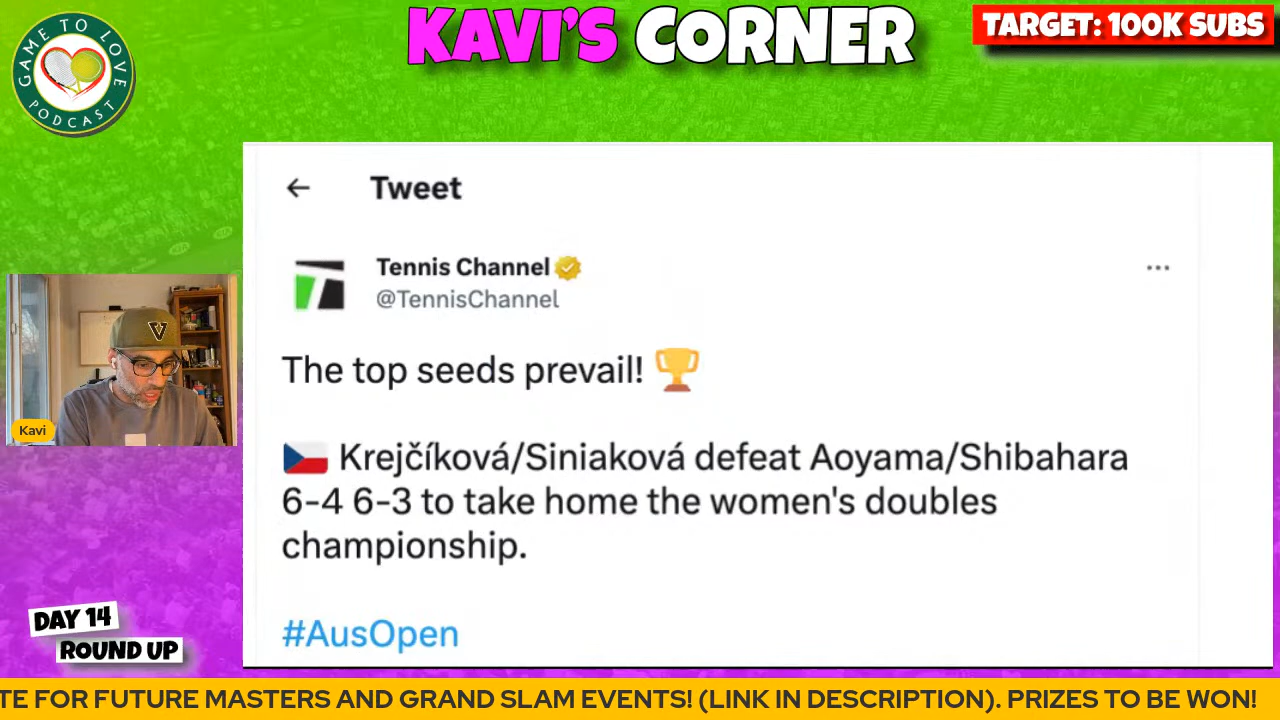 GAME TO LOVE
PODCAST
KAVI'S CORNER
TARGET: 100K SUBS
Tweet
Tennis Channel
@TennisChannel
The top seeds prevail!
Krejčíková/Siniaková defeat Aoyama/Shibahara
6-4 6-3 to take home the women's doubles
championship.
#AusOpen
V
Kavi
DAY 14
ROUND UP
TE FOR FUTURE MASTERS AND GRAND SLAM EVENTS! (LINK IN DESCRIPTION). PRIZES TO BE WON!